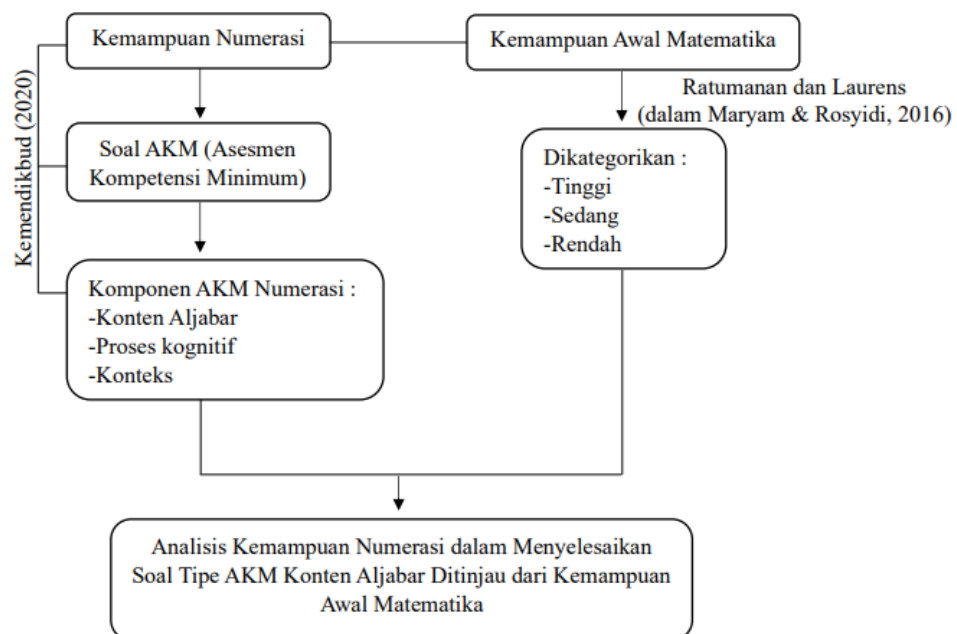 Kemampuan Numerasi
Kemampuan Awal Matematika
Kemendikbud (2020)
Ratumanan dan Laurens
(dalam Maryam & Rosyidi, 2016)
Soal AKM (Asesmen
Kompetensi Minimum)
Dikategorikan :
-Tinggi
-Sedang
-Rendah
Komponen AKM Numerasi :
-Konten Aljabar
-Proses kognitif
-Konteks
Analisis Kemampuan Numerasi dalam Menyelesaikan
Soal Tipe AKM Konten Aljabar Ditinjau dari Kemampuan
Awal Matematika